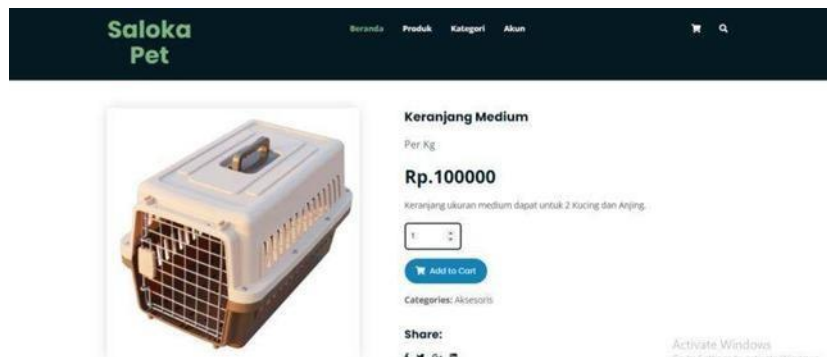 Saloka
Pet
Beranda Produk Kategori Akun
Keranjang Medium
Per Kg
Rp.100000
Keranjang ukuran medium dapat untuk 2 Kucing dan Anjing.
1
Add to Cart
Categories: Aksesoris
Share:
Activate Windows